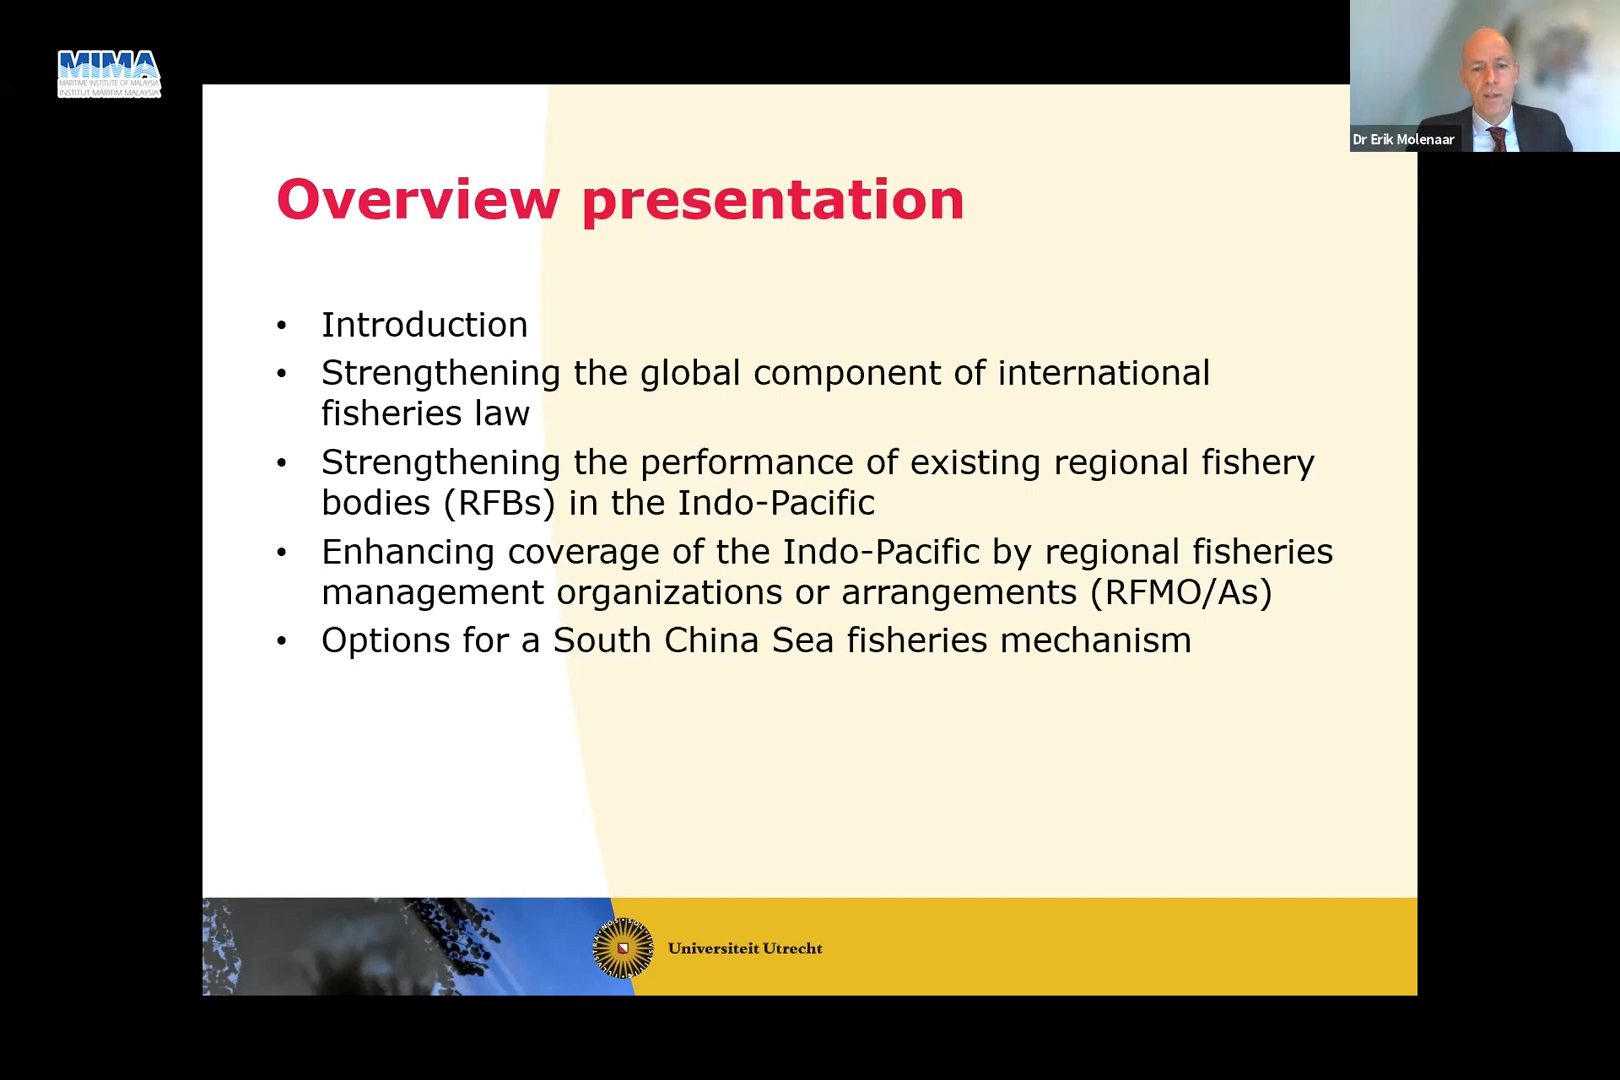 MIMA
MARITIME INSTITUTE OF MALAYSIA
INSTITUT MARITIM MALAYSIA
Dr Erik Molenaar
Overview presentation
• Introduction
• Strengthening the global component of international
fisheries law
• Strengthening the performance of existing regional fishery
bodies (RFBs) in the Indo-Pacific
• Enhancing coverage of the Indo-Pacific by regional fisheries
management organizations or arrangements (RFMO/As)
• Options for a South China Sea fisheries mechanism
Universiteit Utrecht